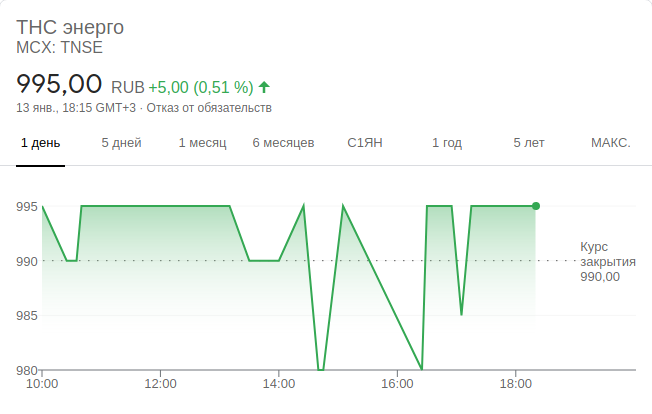 ТНС энерго
MCX: TNSE
995,00 RUB +5,00 (0,51 %)
13 янв., 18:15 GMT+3 · Отказ от обязательств
1 день 5 дней 1 месяц 6 месяцев С1ЯН 1 год 5 лет МАКС.
995
990
985
980
Курс
закрытия
990,00
10:00 12:00 14:00 16:00 18:00